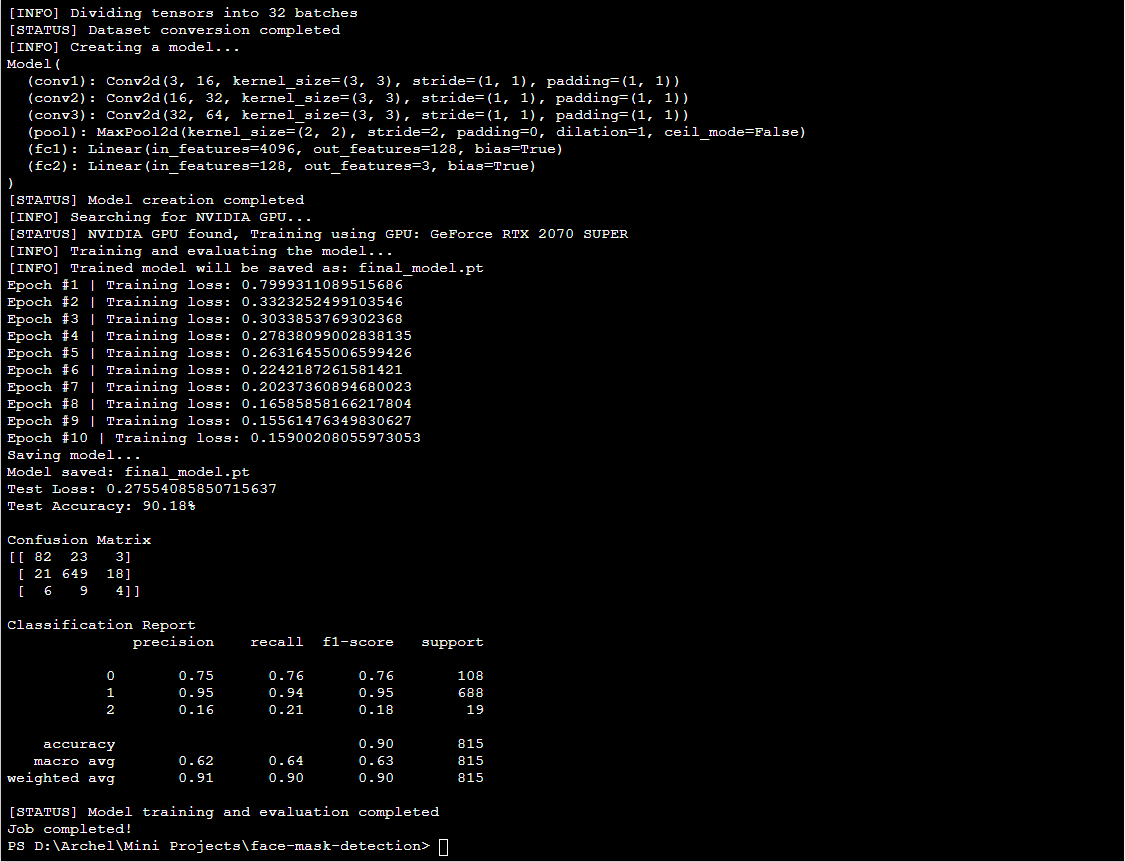 [INFO] Dividing tensors into 32 batches
[STATUS] Dataset conversion completed
[INFO] Creating a model...
Model(
  (conv1): Conv2d(3, 16, kernel_size=(3, 3), stride=(1, 1), padding=(1, 1))
  (conv2): Conv2d(16, 32, kernel_size=(3, 3), stride=(1, 1), padding=(1, 1))
  (conv3): Conv2d(32, 64, kernel_size=(3, 3), stride=(1, 1), padding=(1, 1))
  (pool): MaxPool2d(kernel_size=(2, 2), stride=2, padding=0, dilation=1, ceil_mode=False)
  (fc1): Linear(in_features=4096, out_features=128, bias=True)
  (fc2): Linear(in_features=128, out_features=3, bias=True)
)
[STATUS] Model creation completed
[INFO] Searching for NVIDIA GPU...
[STATUS] NVIDIA GPU found, Training using GPU: GeForce RTX 2070 SUPER
[INFO] Training and evaluating the model...
[INFO] Trained model will be saved as: final_model.pt
Epoch #1 | Training loss: 0.7999311089515686
Epoch #2 | Training loss: 0.3323252499103546
Epoch #3 | Training loss: 0.3033853769302368
Epoch #4 | Training loss: 0.27838099002838135
Epoch #5 | Training loss: 0.26316455006599426
Epoch #6 | Training loss: 0.2242187261581421
Epoch #7 | Training loss: 0.20237360894680023
Epoch #8 | Training loss: 0.16585858166217804
Epoch #9 | Training loss: 0.15561476349830627
Epoch #10 | Training loss: 0.15900208055973053
Saving model...
Model saved: final_model.pt
Test Loss: 0.27554085850715637
Test Accuracy: 90.18%

Confusion Matrix
[[ 82  23   3]
 [ 21 649  18]
 [  6   9   4]]

Classification Report
              precision    recall  f1-score   support

           0       0.75      0.76      0.76       108
           1       0.95      0.94      0.95       688
           2       0.16      0.21      0.18        19

    accuracy                           0.90       815
   macro avg       0.62      0.64      0.63       815
weighted avg       0.91      0.90      0.90       815

[STATUS] Model training and evaluation completed
Job completed!
PS D:\Archel\Mini Projects\face-mask-detection>